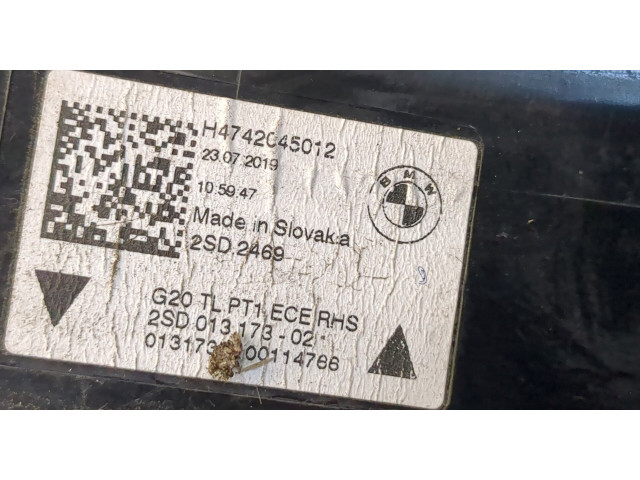 H4742045012
23.07.2019
10:59:47
BMW
Made in Slovakia
2SD.2469
G20 TL PT1 ECE RHS
2SD 013 173 - 02